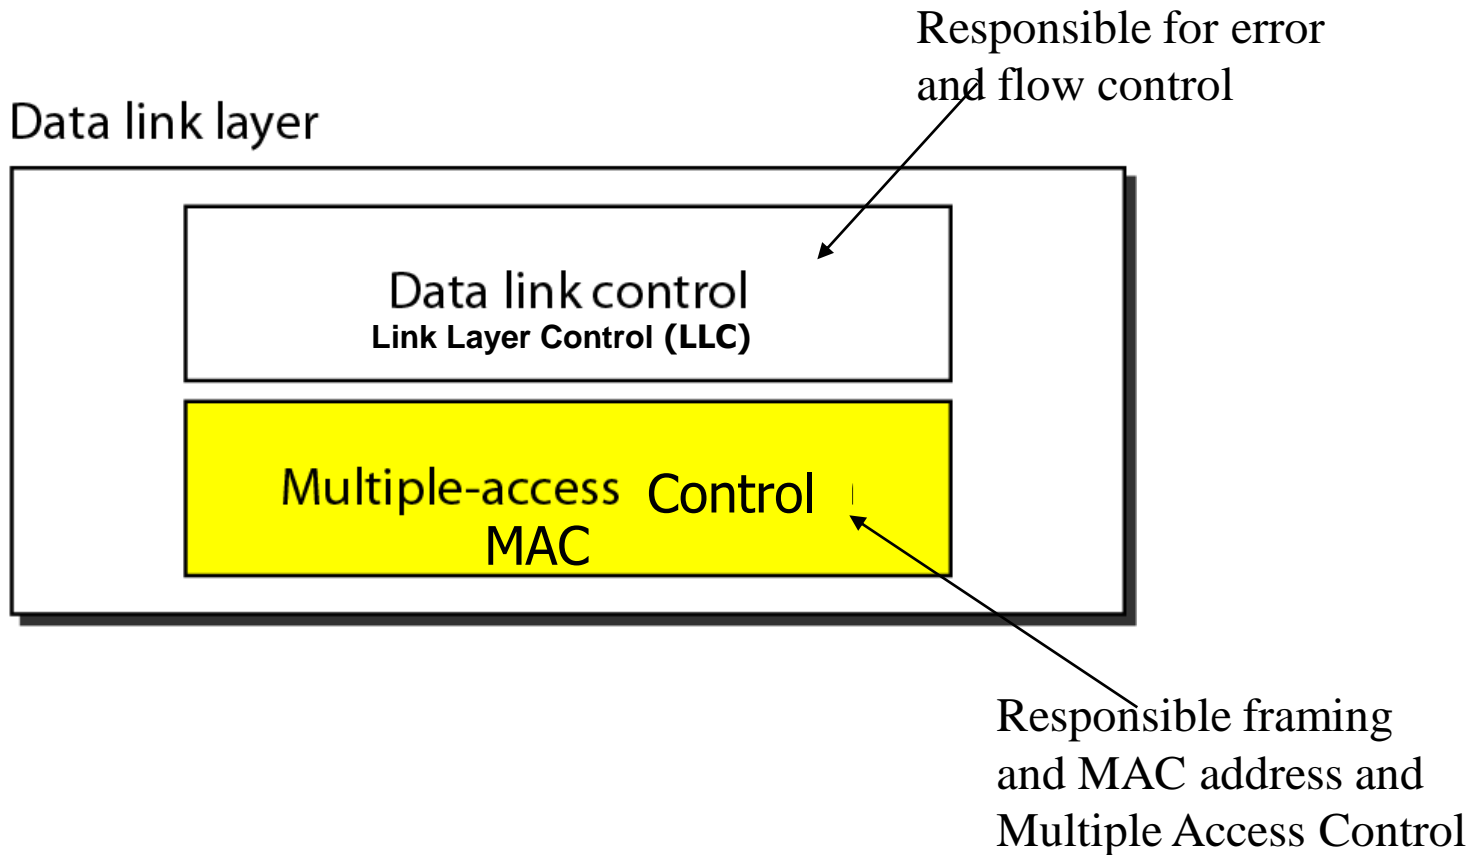 Responsible for error
and flow control
Data link layer
Data link control
Link Layer Control (LLC)
Multiple-access Control
MAC
Responsible framing
and MAC address and
Multiple Access Control